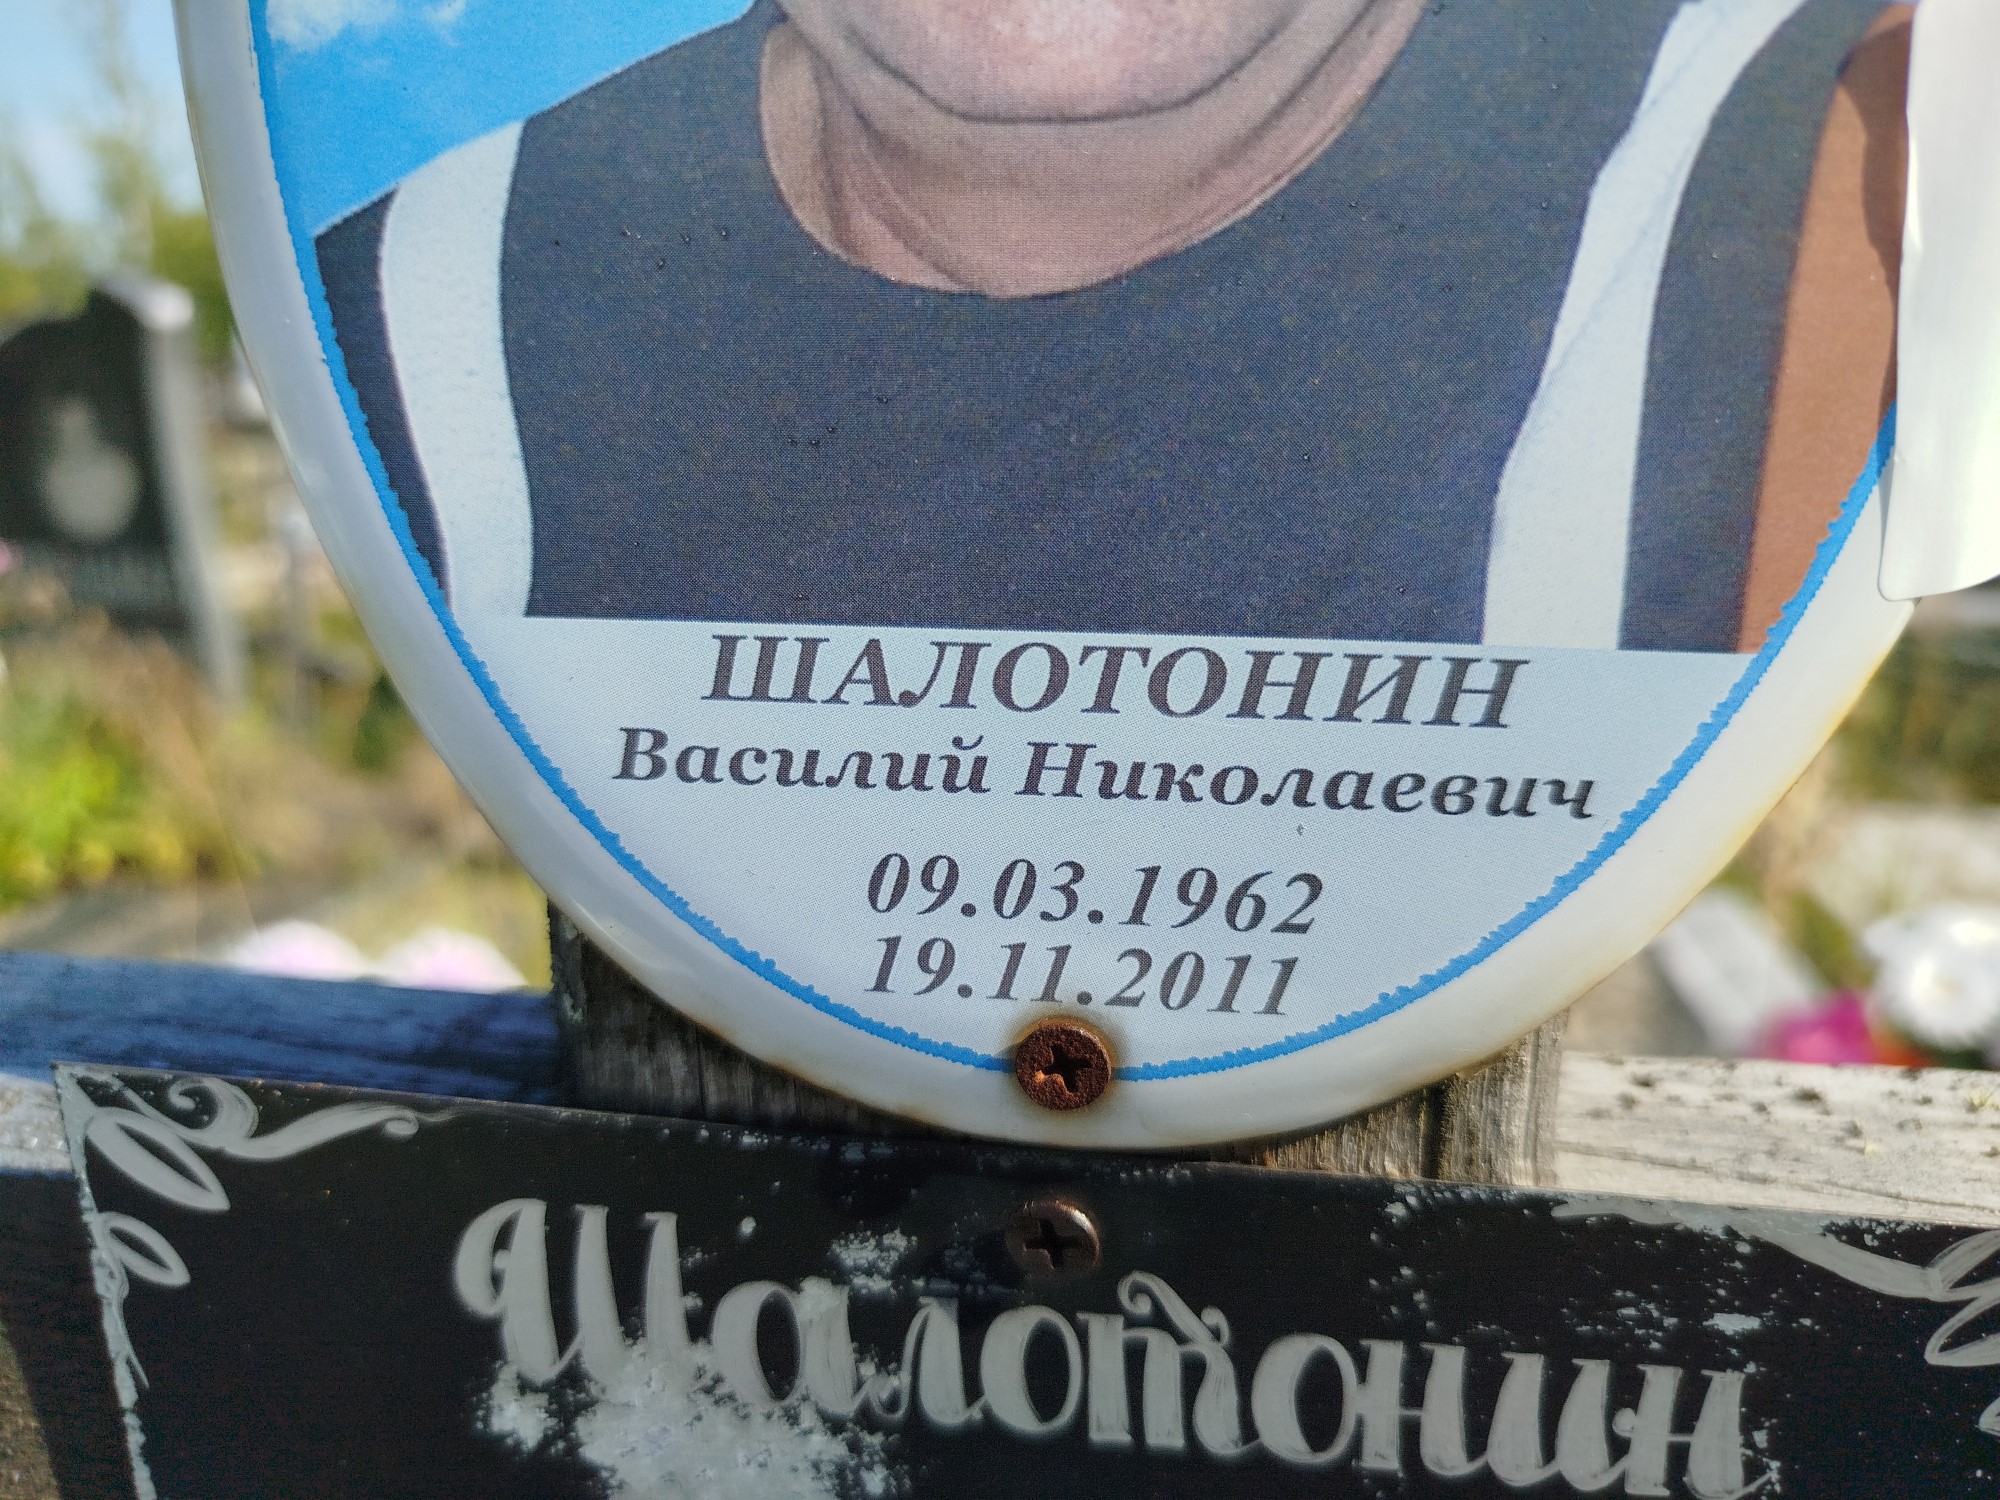 ШАЛОТОНИН
Василий Николаевич
09.03.1962
19.11.2011
Шалотонин